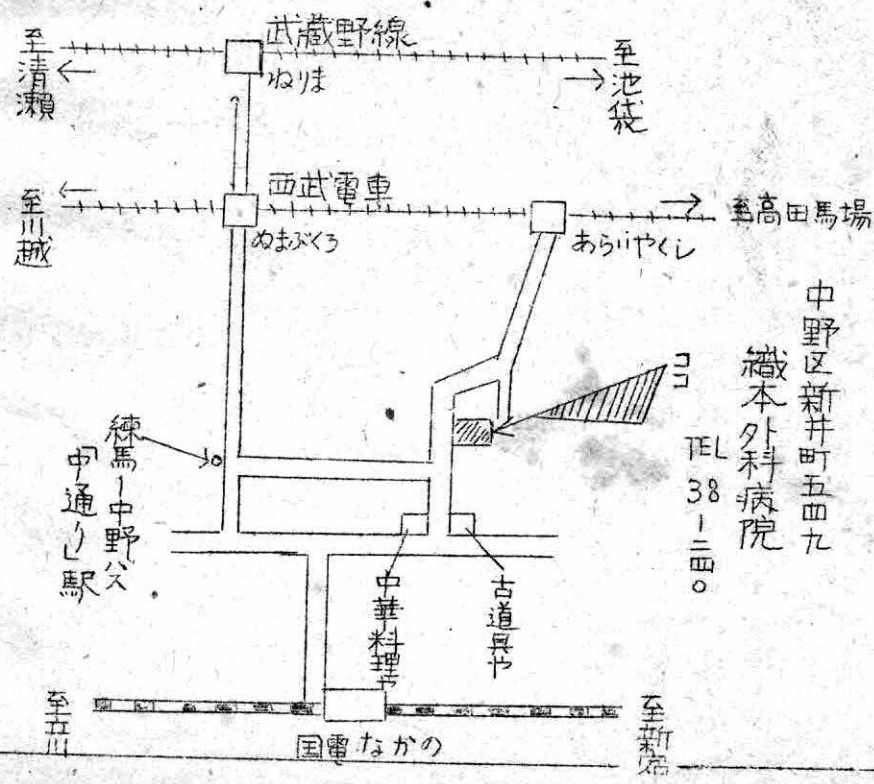 武蔵野線
至清瀬
ねりま
至池袋
西武電車
至川越
ぬまぶくろ
あらいやくし
至高田馬場
中野区新井町五四九
織本外科病院
TEL 38-二四〇
ココ
練馬-中野バス
「中通り」駅
中華料理や
古道具や
至立川
国電なかの
至新宿